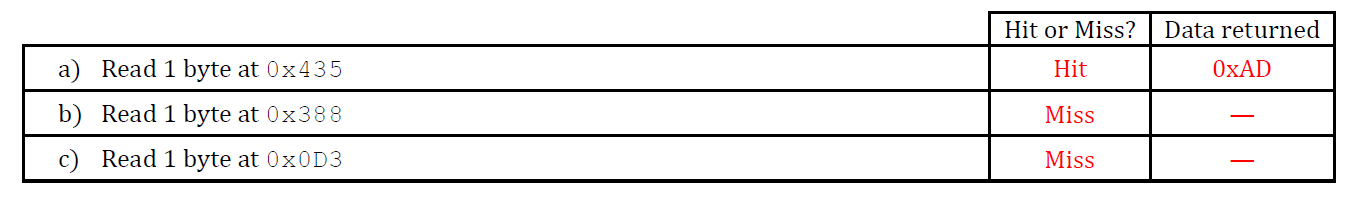 Hit or Miss? Data returned
a) Read 1 byte at 0x435 Hit 0xAD
b) Read 1 byte at 0x388 Miss —
c) Read 1 byte at 0x0D3 Miss —